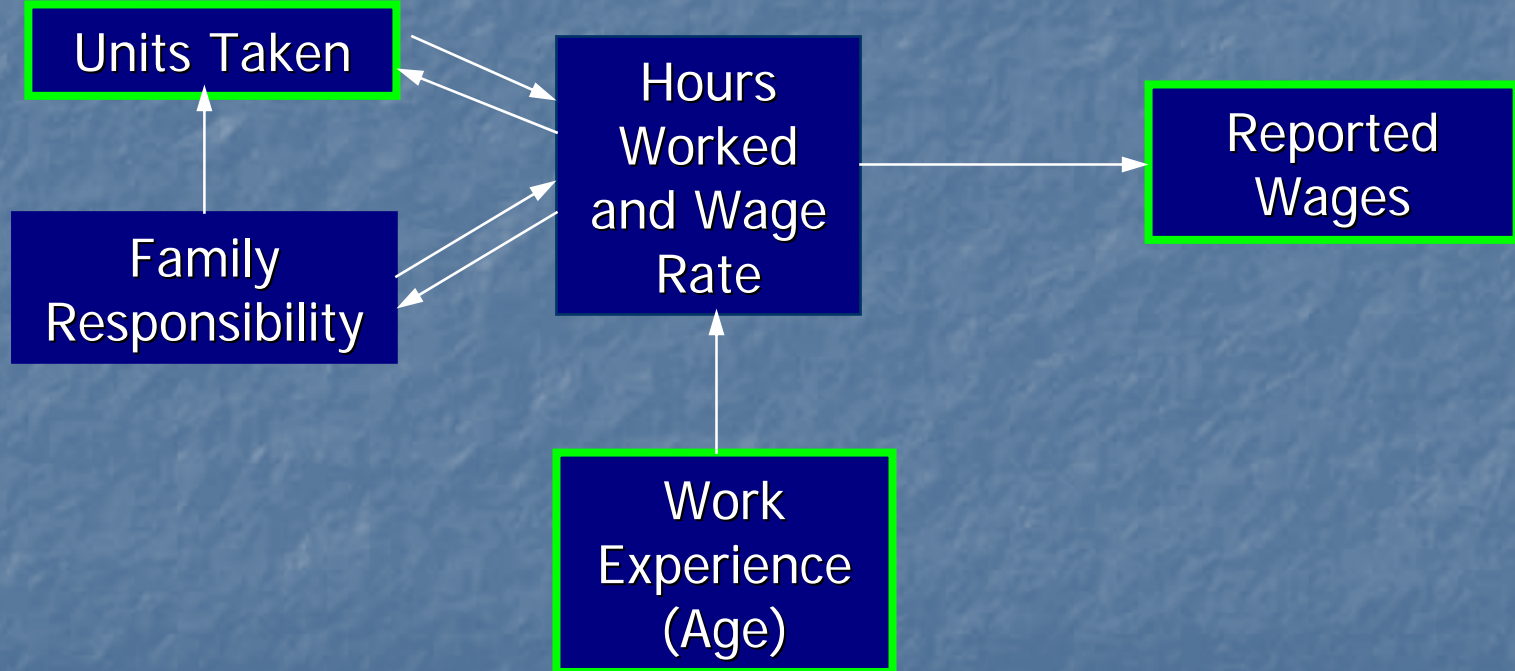 Units Taken
Hours
Worked
and Wage
Rate
Reported
Wages
Family
Responsibility
Work
Experience
(Age)